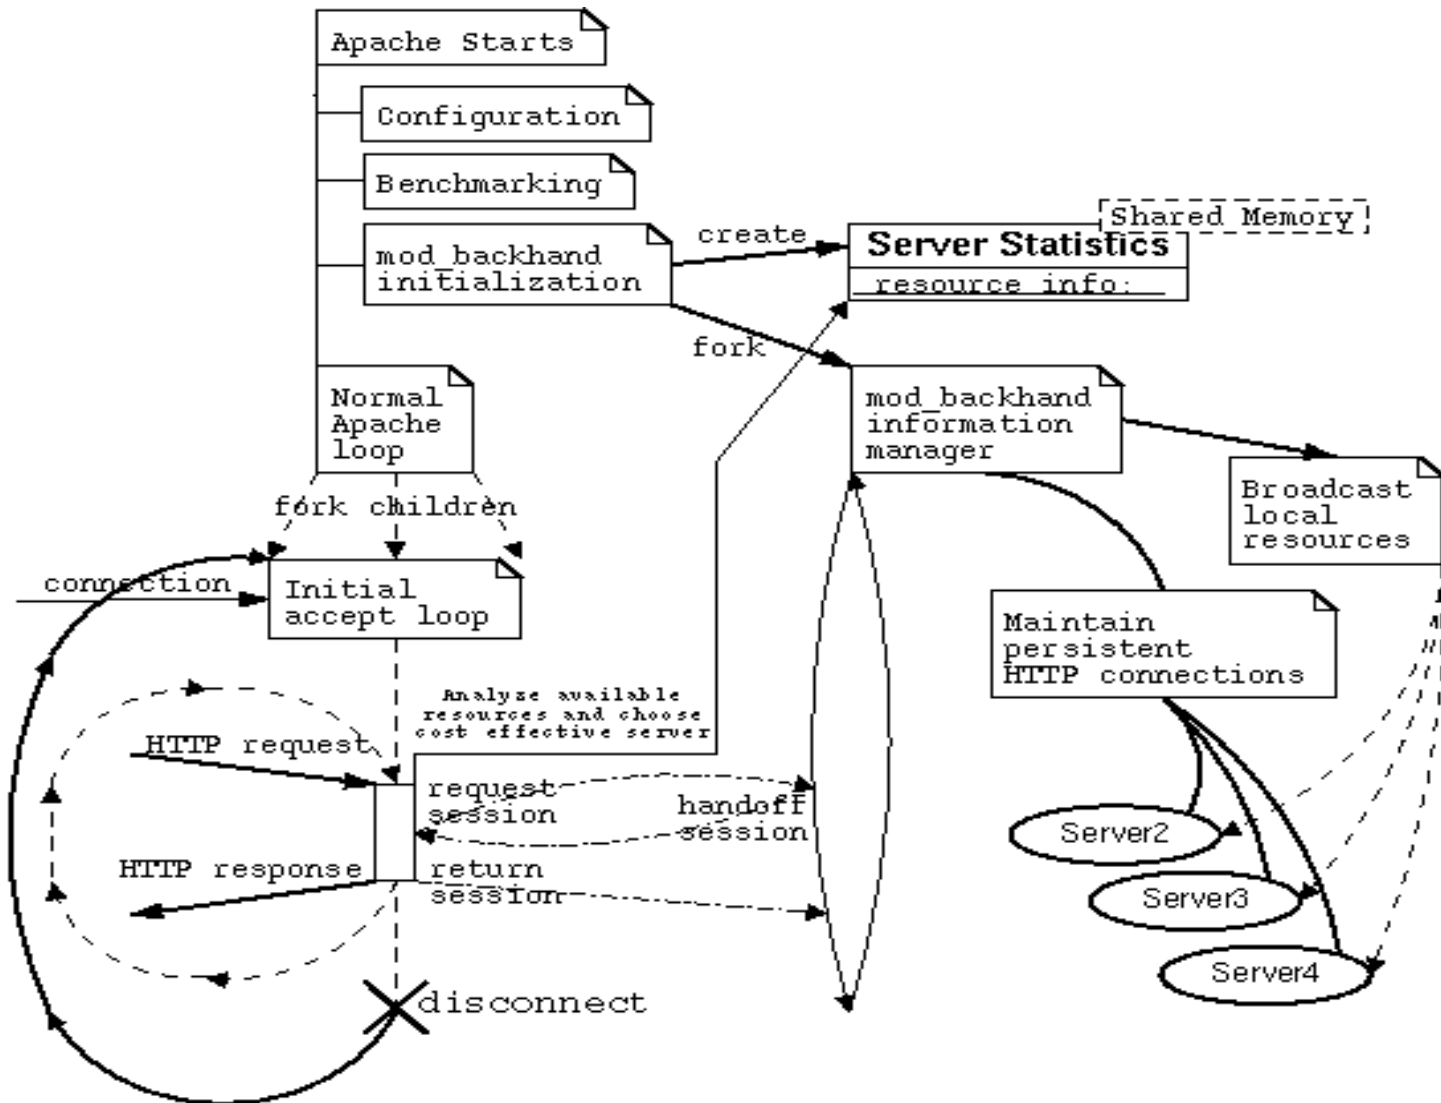 Apache Starts
Configuration
Benchmarking
mod_backhand
initialization
create
Shared Memory
Server Statistics
resource info:
fork
Normal
Apache
loop
mod_backhand
information
manager
Broadcast
local
resources
fork children
connection
Initial
accept loop
Maintain
persistent
HTTP connections
Analyze available
resources and choose
cost effective server
HTTP request
request
session
handoff
session
HTTP response
return
session
Server2
Server3
Server4
disconnect